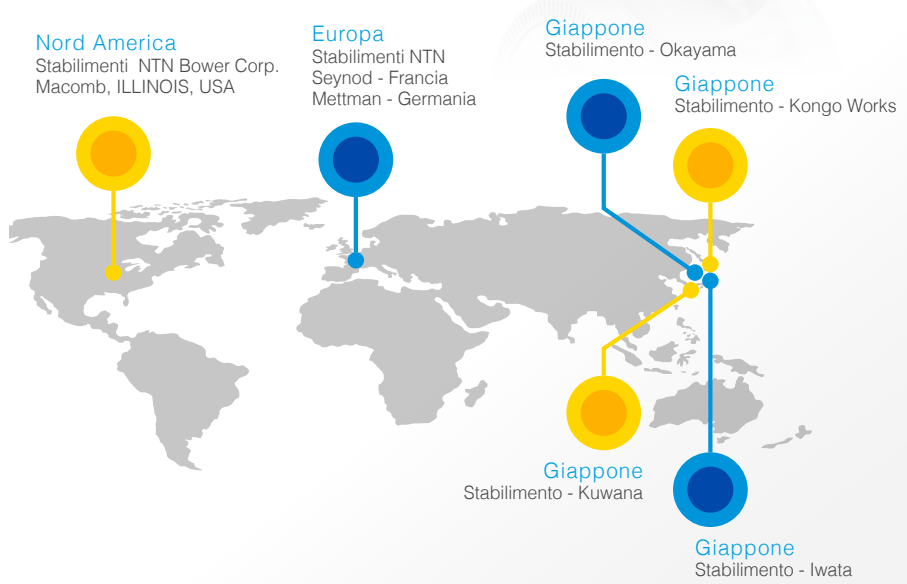 Nord America
Stabilimenti NTN Bower Corp.
Macomb, ILLINOIS, USA
Europa
Stabilimenti NTN
Seynod - Francia
Mettman - Germania
Giappone
Stabilimento - Okayama
Giappone
Stabilimento - Kongo Works
Giappone
Stabilimento - Kuwana
Giappone
Stabilimento - Iwata